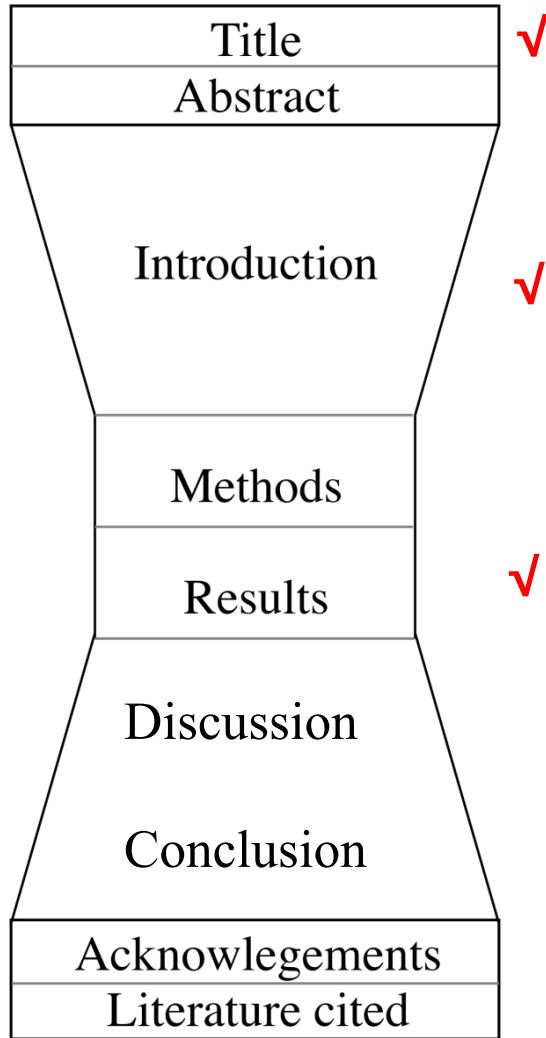 Title √
Abstract
Introduction
√
Methods
Results √
Discussion
Conclusion
Acknowlegements
Literature cited